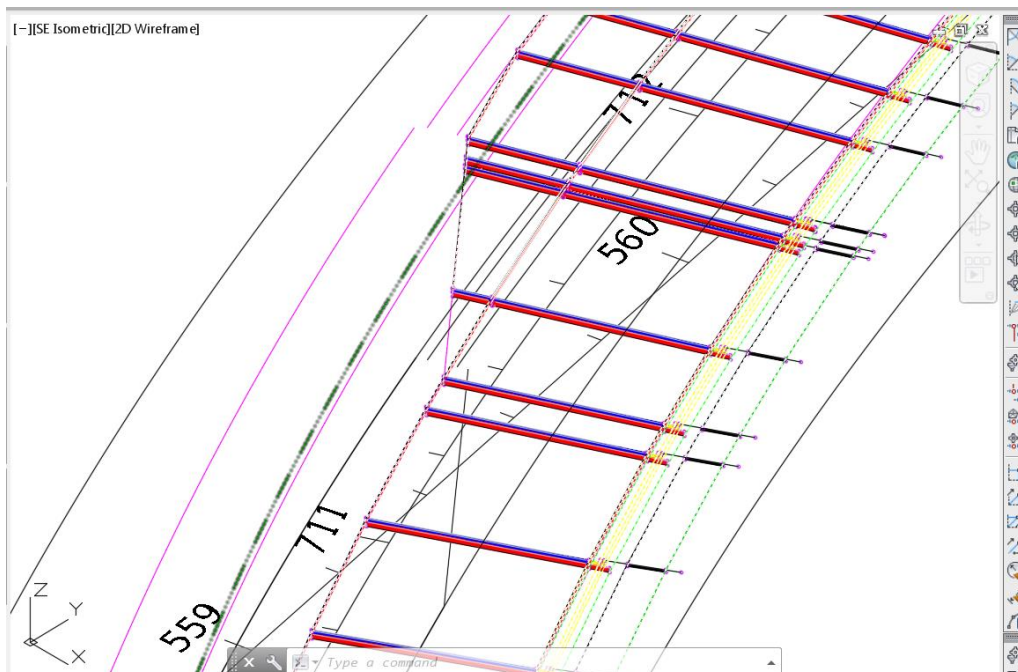 [−][SE Isometric][2D Wireframe]
712
560
711
559
Z
Y
X
Type a command